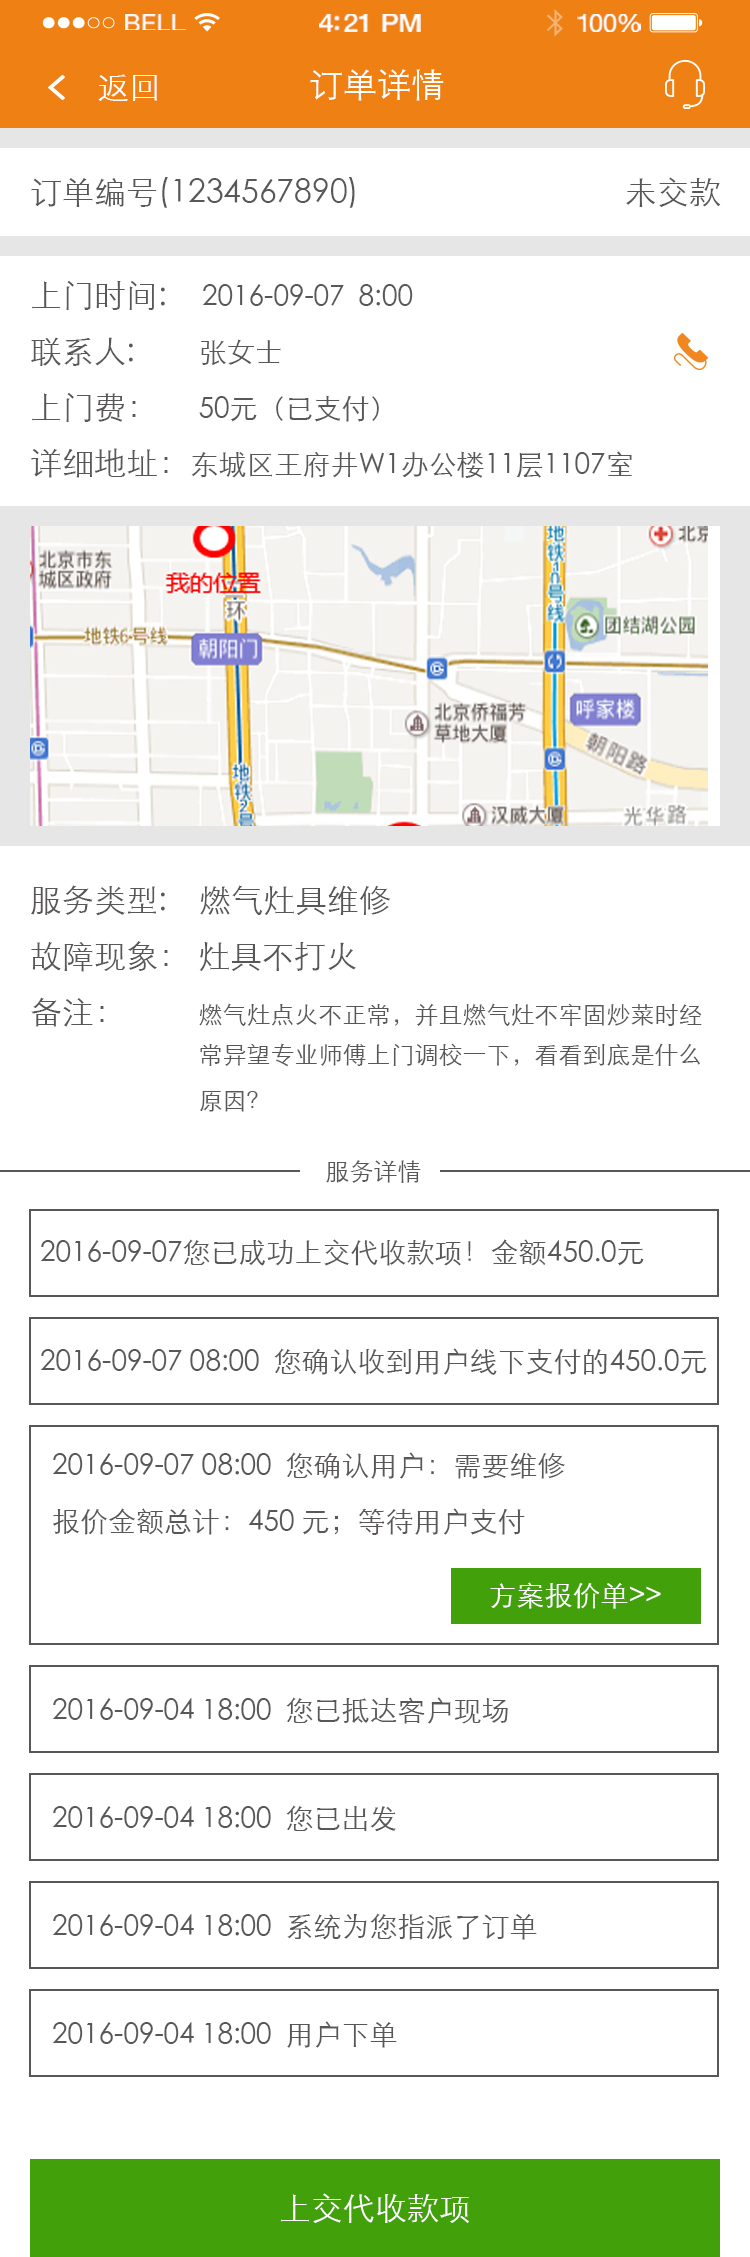 BELL 4:21 PM 100%
返回 订单详情
订单编号(1234567890) 未交款
上门时间: 2016-09-07 8:00
联系人: 张女士
上门费: 50元（已支付）
详细地址: 东城区王府井W1办公楼11层1107室
北京市东
城区政府
我的位置
环
地铁6号线
朝阳门
地铁10号线
北京
团结湖公园
呼家楼
北京侨福芳
草地大厦
朝阳路
地铁2号
汉威大厦
光华路
服务类型: 燃气灶具维修
故障现象: 灶具不打火
备注: 燃气灶点火不正常，并且燃气灶不牢固炒菜时经
常异望专业师傅上门调校一下，看看到底是什么
原因?
服务详情
2016-09-07您已成功上交代收款项！金额450.0元
2016-09-07 08:00 您确认收到用户线下支付的450.0元
2016-09-07 08:00 您确认用户：需要维修
报价金额总计：450 元；等待用户支付
方案报价单>>
2016-09-04 18:00 您已抵达客户现场
2016-09-04 18:00 您已出发
2016-09-04 18:00 系统为您指派了订单
2016-09-04 18:00 用户下单
上交代收款项